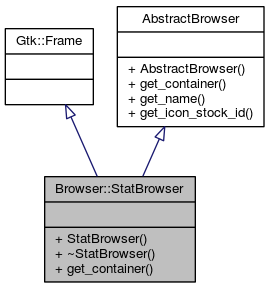 AbstractBrowser
Gtk::Frame
+ AbstractBrowser()
+ get_container()
+ get_name()
+ get_icon_stock_id()
Browser::StatBrowser
+ StatBrowser()
+ ~StatBrowser()
+ get_container()